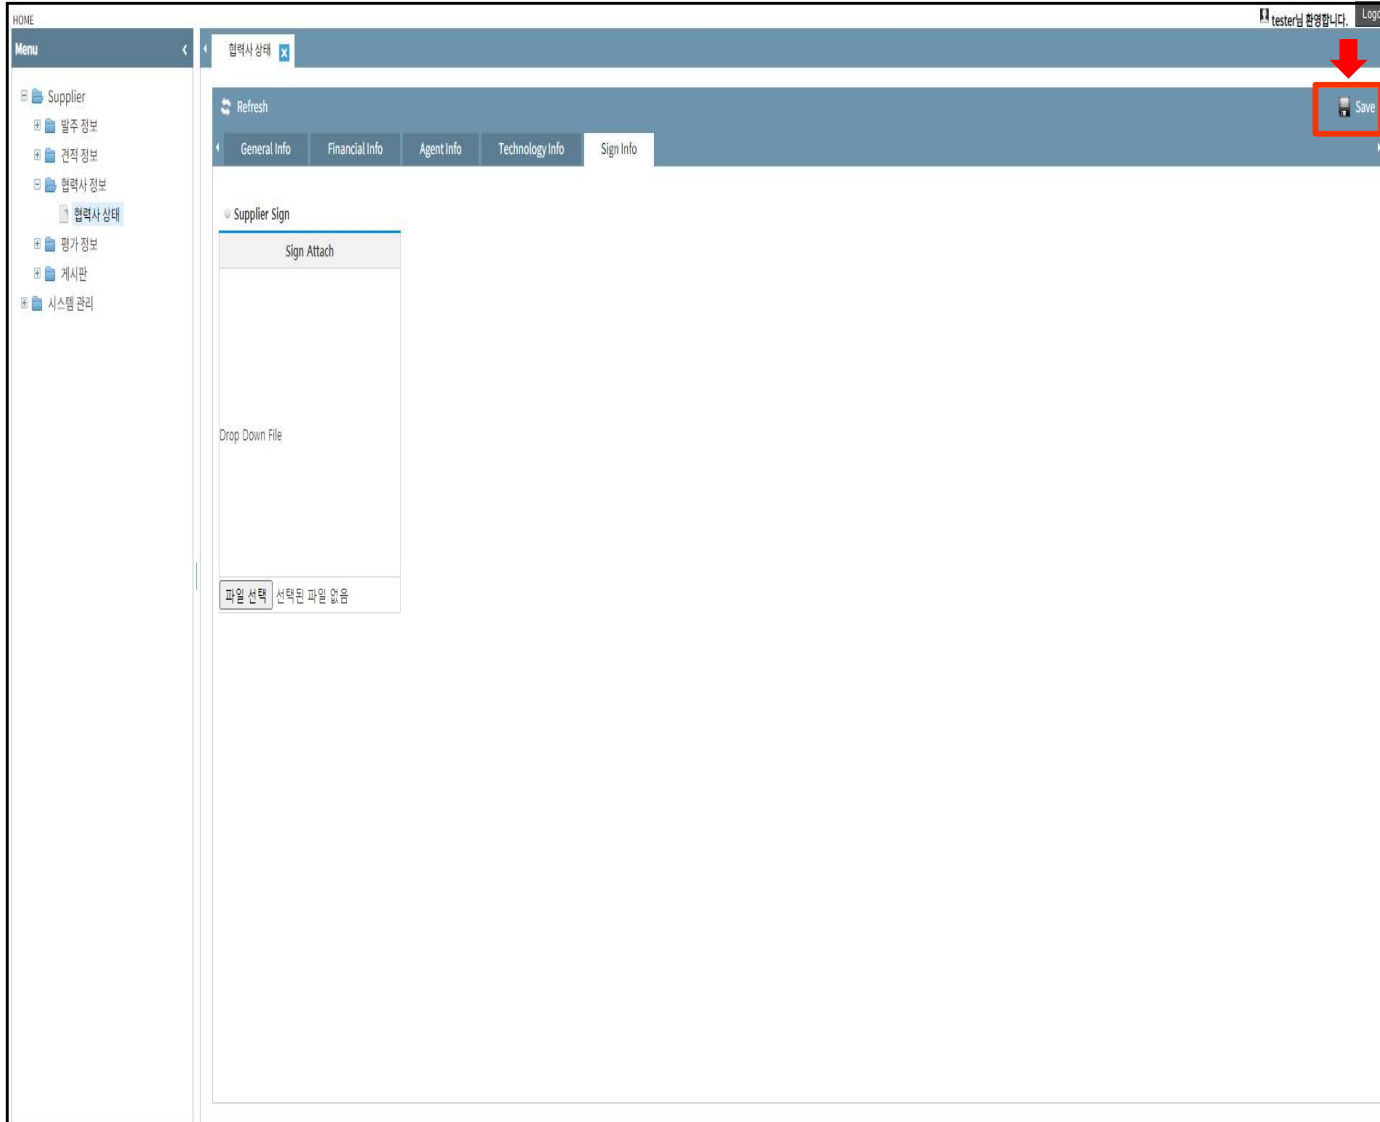 HOME
tester님 환영합니다.
Menu
협력사 상태
Supplier
발주 정보
견적 정보
협력사 정보
협력사 상태
평가 정보
게시판
시스템 관리
Refresh
Save
General Info Financial Info Agent Info Technology Info Sign Info
Supplier Sign
Sign Attach
Drop Down File
파일 선택 선택된 파일 없음